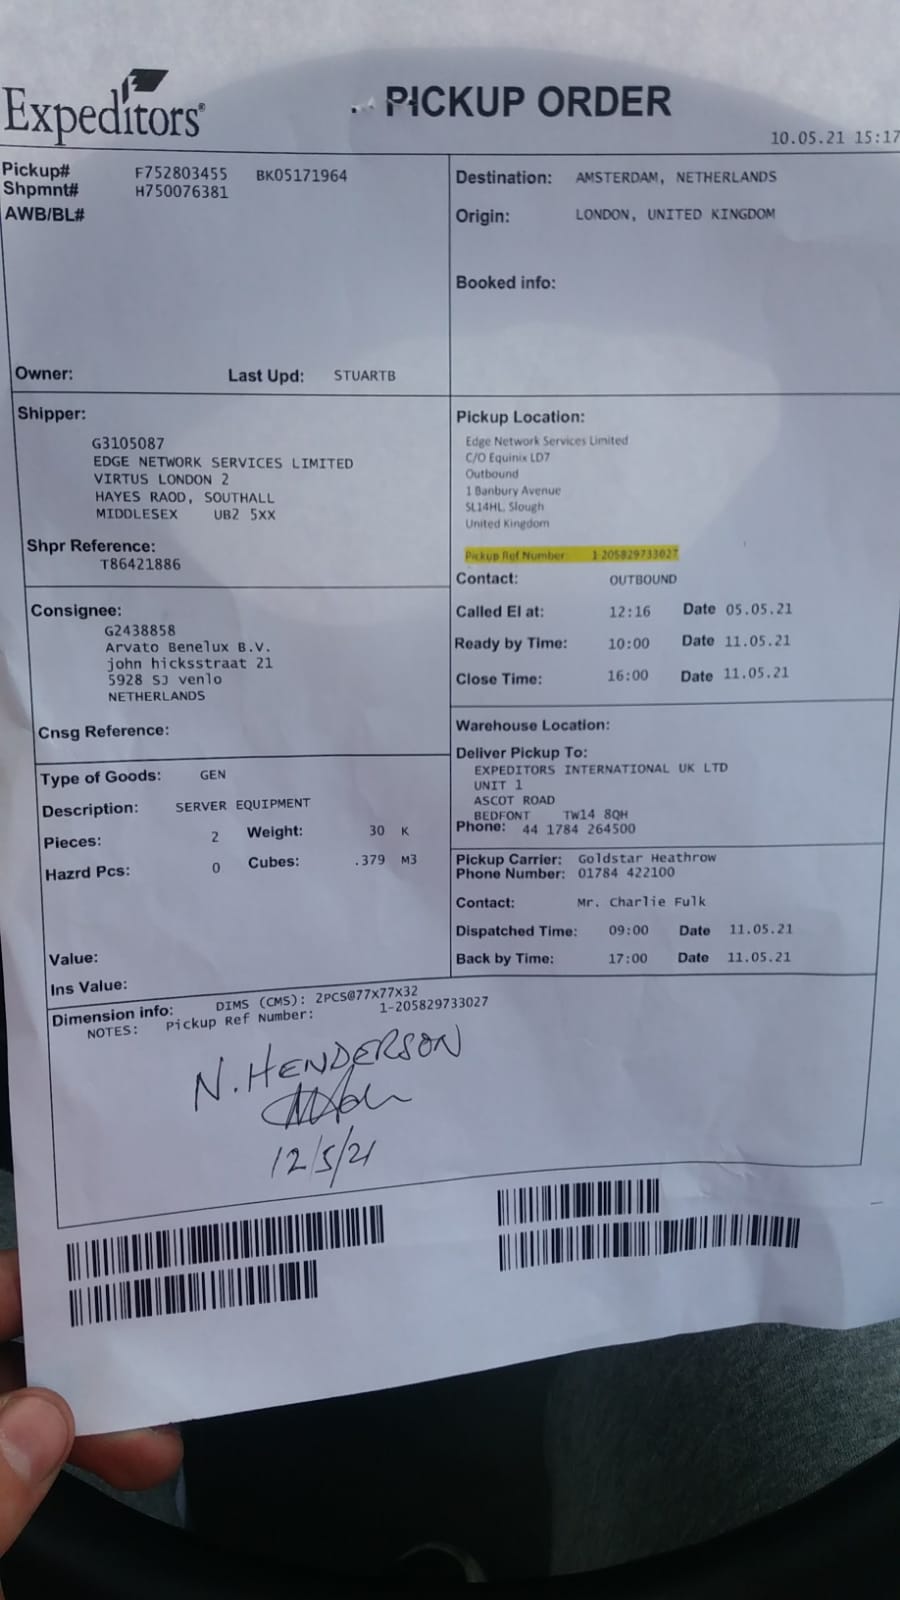 Expeditors®
PICKUP ORDER
10.05.21 15:17
Pickup# F752803455 BK05171964
Shpmnt# H750076381
AWB/BL#
Owner: Last Upd: STUARTB
Destination: AMSTERDAM, NETHERLANDS
Origin: LONDON, UNITED KINGDOM
Booked info:
Shipper:
G3105087
EDGE NETWORK SERVICES LIMITED
VIRTUS LONDON 2
HAYES RAOD, SOUTHALL
MIDDLESEX UB2 5XX
Shpr Reference:
T86421886
Pickup Location:
Edge Network Services Limited
C/O Equinix LD7
Outbound
1 Banbury Avenue
SL14HL, Slough
United Kingdom
Pickup Ref Number: 1-205829733027
Contact: OUTBOUND
Called EI at: 12:16 Date 05.05.21
Ready by Time: 10:00 Date 11.05.21
Close Time: 16:00 Date 11.05.21
Consignee:
G2438858
Arvato Benelux B.V.
john hicksstraat 21
5928 SJ venlo
NETHERLANDS
Cnsg Reference:
Warehouse Location:
Deliver Pickup To:
EXPEDITORS INTERNATIONAL UK LTD
UNIT 1
ASCOT ROAD
BEDFONT TW14 8QH
Phone: 44 1784 264500
Type of Goods: GEN
Description: SERVER EQUIPMENT
Pieces: 2 Weight: 30 K
Hazrd Pcs: 0 Cubes: .379 M3
Value:
Ins Value:
Pickup Carrier: Goldstar Heathrow
Phone Number: 01784 422100
Contact: Mr. Charlie Fulk
Dispatched Time: 09:00 Date 11.05.21
Back by Time: 17:00 Date 11.05.21
Dimension info: DIMS (CMS): 2PCS@77X77X32
NOTES: Pickup Ref Number: 1-205829733027
N. HENDERSON
12/5/21